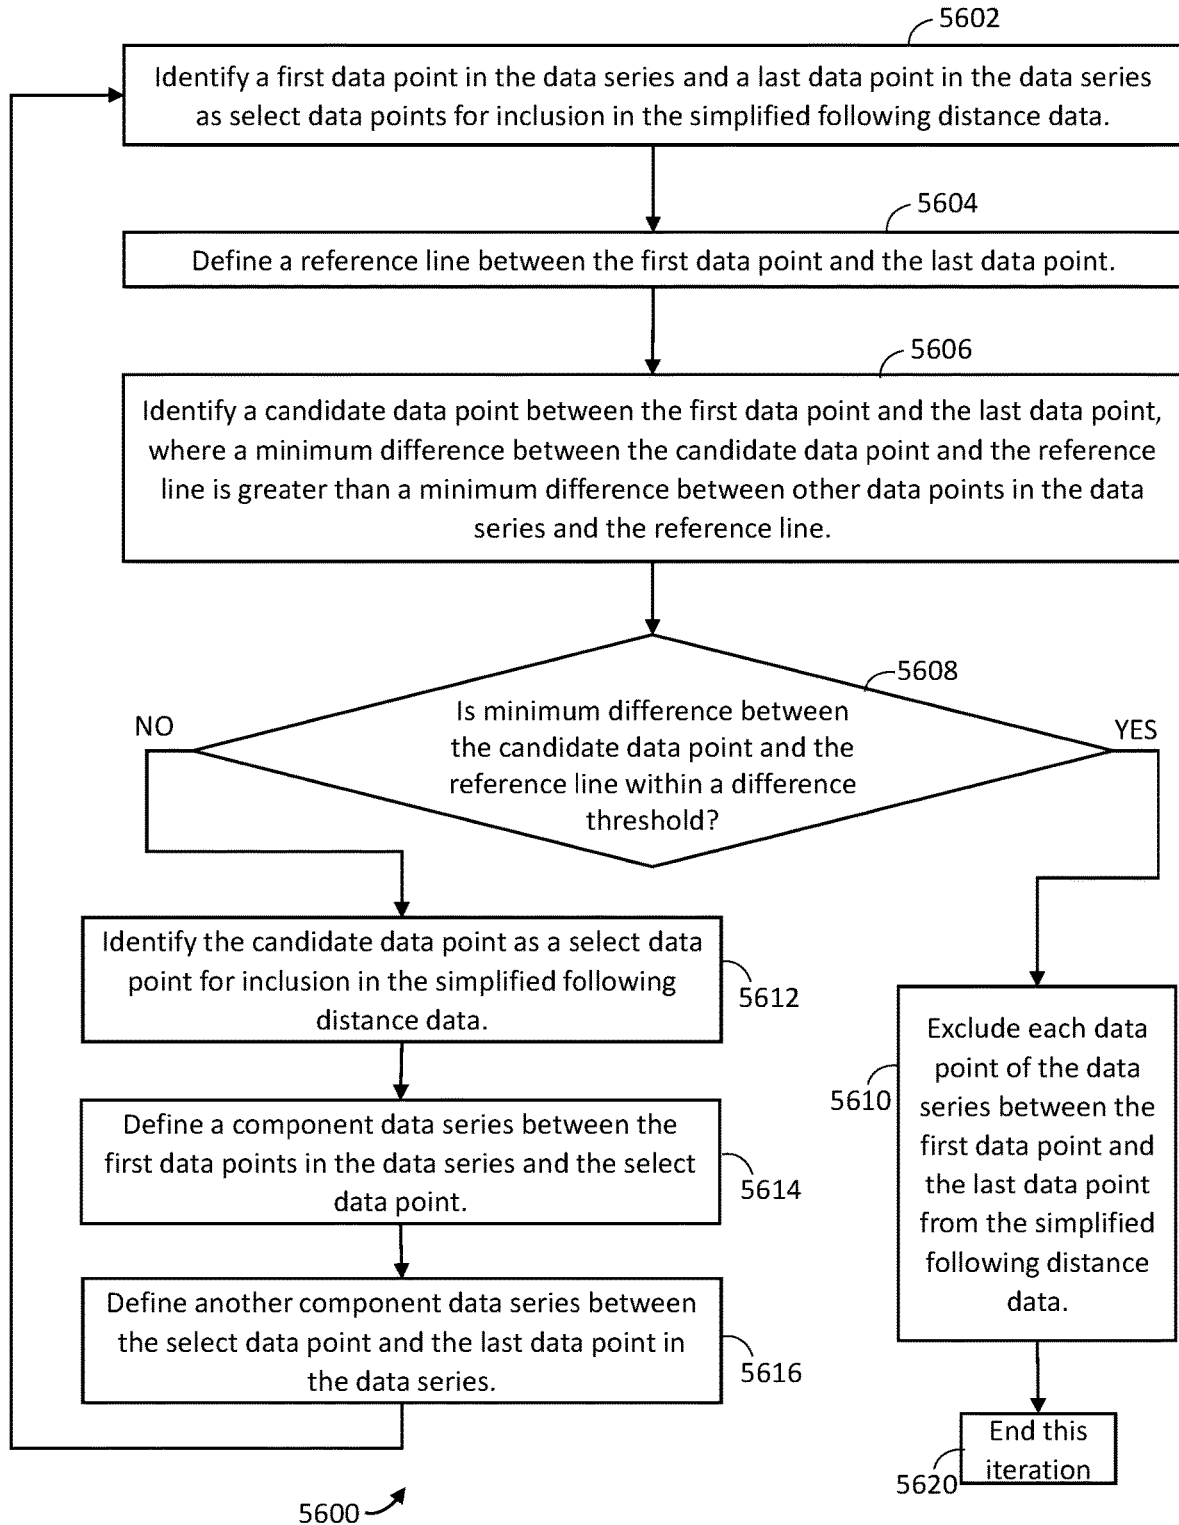 5602
Identify a first data point in the data series and a last data point in the data series
as select data points for inclusion in the simplified following distance data.
5604
Define a reference line between the first data point and the last data point.
5606
Identify a candidate data point between the first data point and the last data point,
where a minimum difference between the candidate data point and the reference
line is greater than a minimum difference between other data points in the data
series and the reference line.
5608
Is minimum difference between
the candidate data point and the
reference line within a difference
threshold?
NO
YES
Identify the candidate data point as a select data
point for inclusion in the simplified following
distance data.
5612
Define a component data series between the
first data points in the data series and the select
data point.
5614
Define another component data series between
the select data point and the last data point in
the data series.
5616
Exclude each data
point of the data
series between the
first data point and
the last data point
from the simplified
following distance
data.
5610
End this
iteration
5620
5600